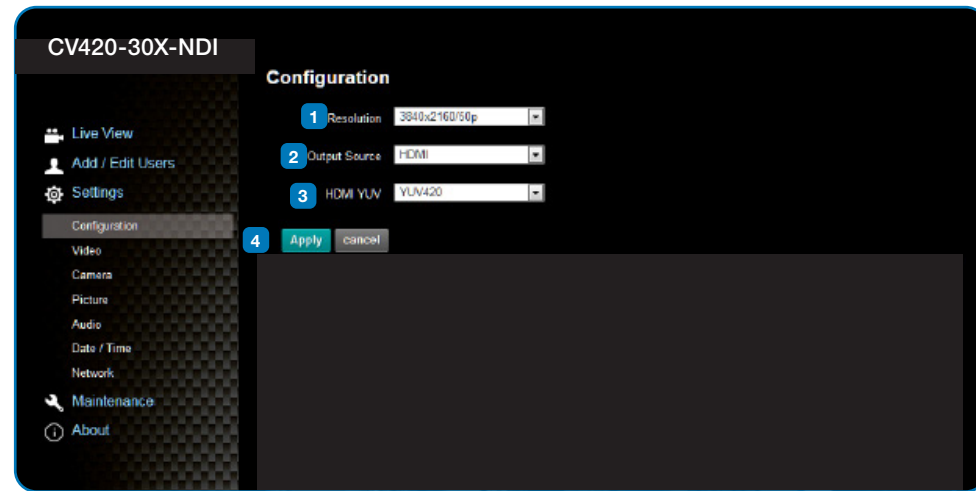 CV420-30X-NDI
Configuration
1 Resolution 3840x2160/60p
2 Output Source HDMI
3 HDMI YUV YUV420
4 Apply cancel
Live View
Add / Edit Users
Settings
Configuration
Video
Camera
Picture
Audio
Date / Time
Network
Maintenance
About